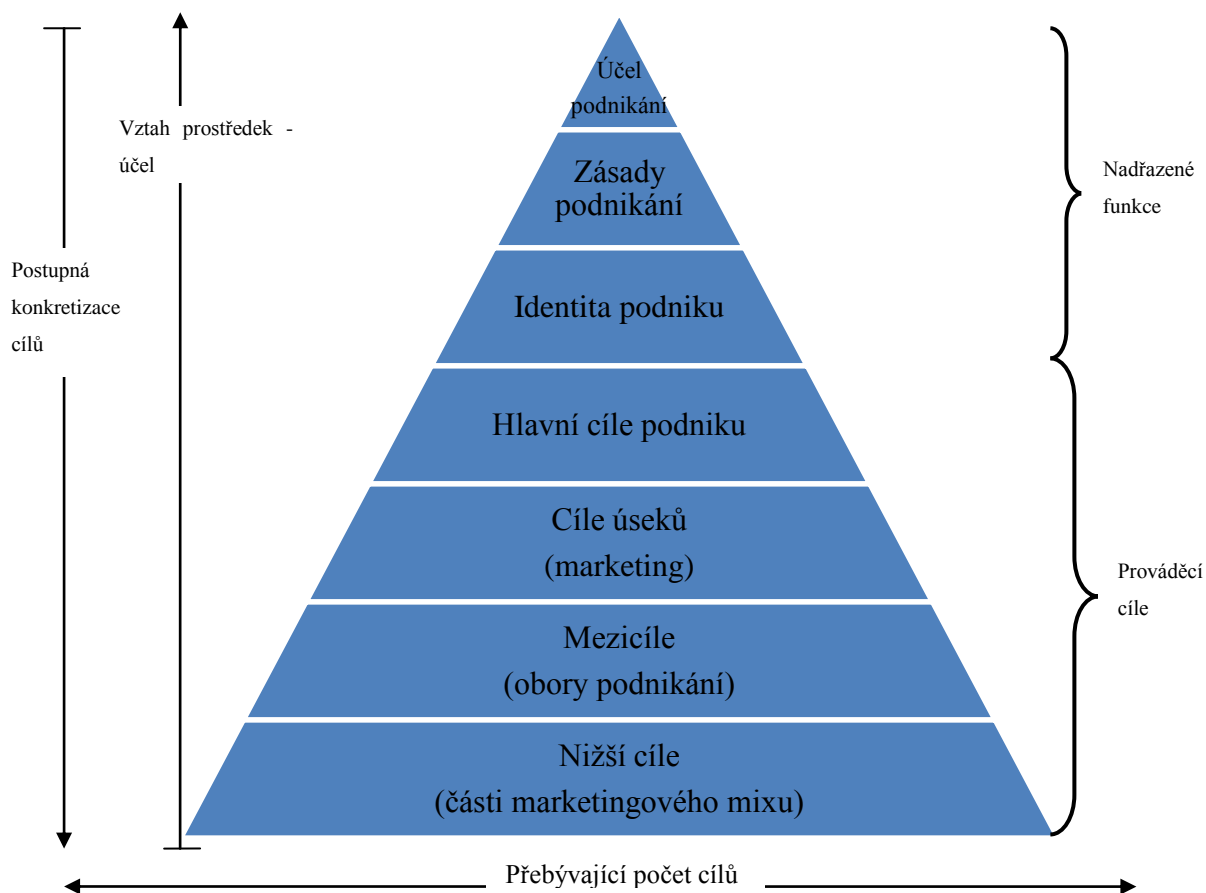 Účel
podnikání
Vztah prostředek -
účel
Zásady
podnikání
Nadřazené
funkce
Postupná
konkretizace
cílů
Identita podniku
Hlavní cíle podniku
Cíle úseků
(marketing)
Prováděcí
cíle
Mezicíle
(obory podnikání)
Nižší cíle
(části marketingového mixu)
Přebývající počet cílů